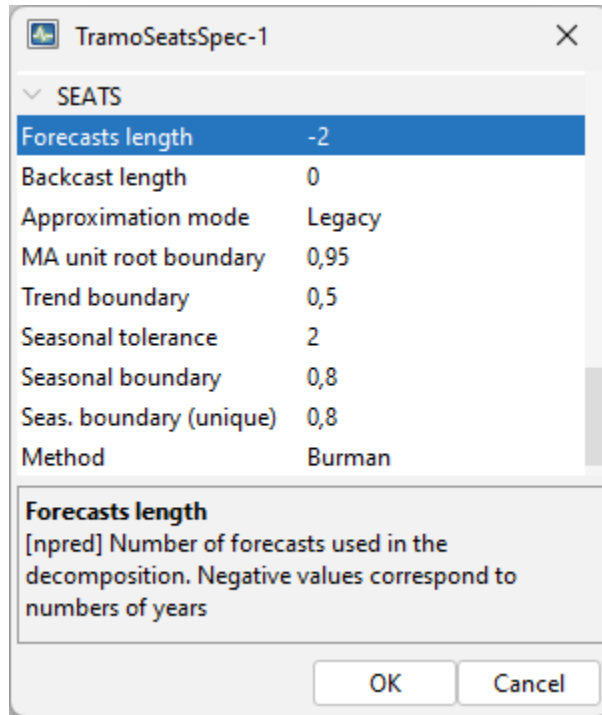 TramoSeatsSpec-1
SEATS
Forecasts length -2
Backcast length 0
Approximation mode Legacy
MA unit root boundary 0,95
Trend boundary 0,5
Seasonal tolerance 2
Seasonal boundary 0,8
Seas. boundary (unique) 0,8
Method Burman
Forecasts length
[npred] Number of forecasts used in the
decomposition. Negative values correspond to
numbers of years
OK Cancel